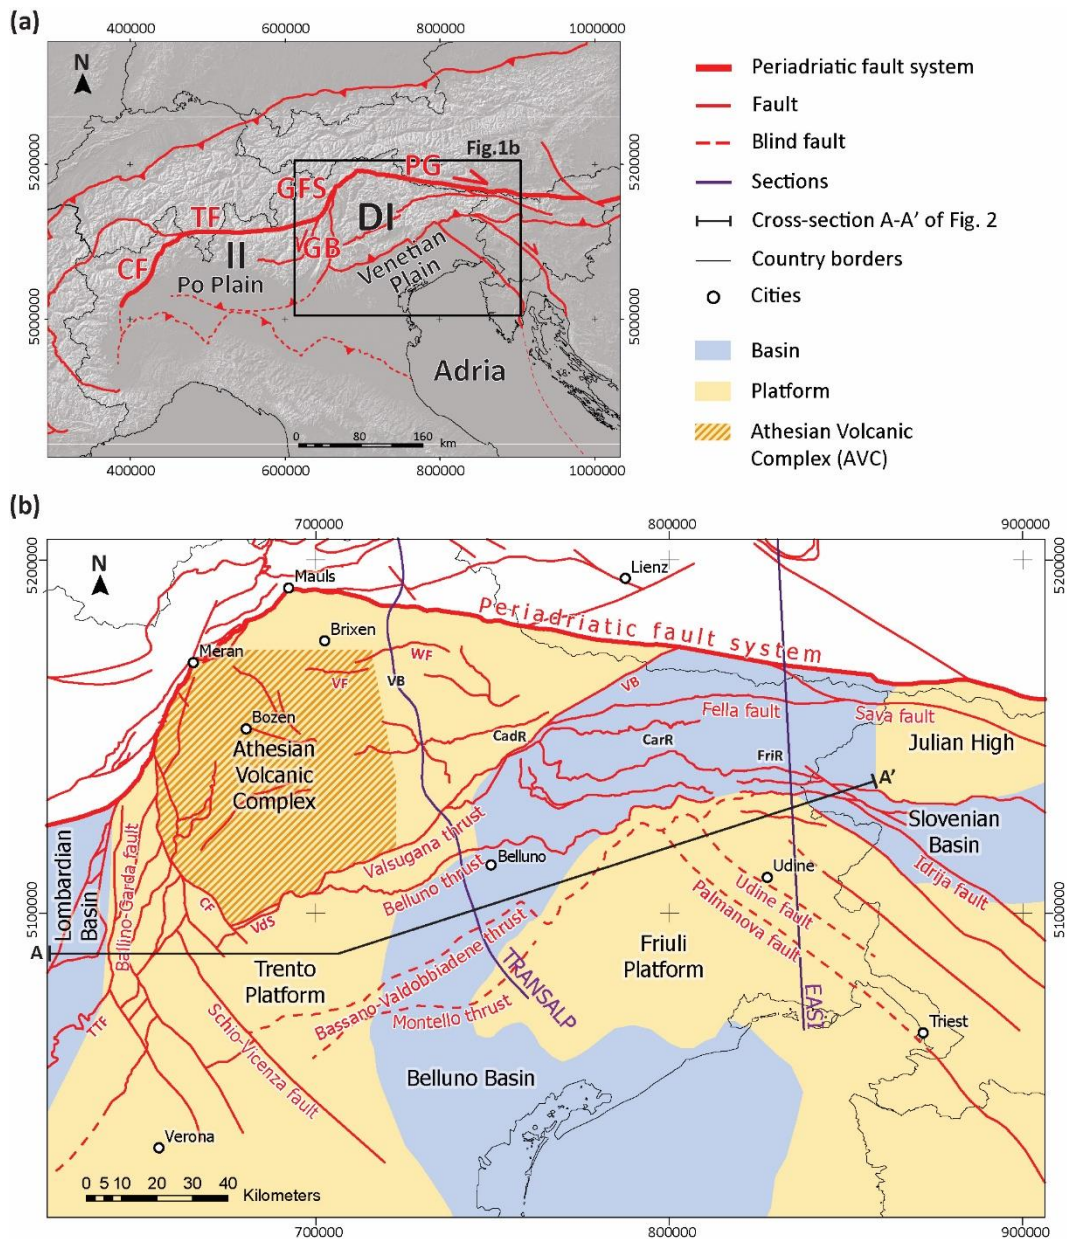 (a)
400000 600000 800000 1000000
N
Fig.1b
PG
GFS
DI
TF
GB
CF
II
Po Plain
Venetian Plain
Adria
5200000
5000000
5200000
5000000
0 40 80 160
km
400000 600000 800000 1000000
Periadriatic fault system
Fault
Blind fault
Sections
Cross-section A-A’ of Fig. 2
Country borders
Cities
Basin
Platform
Athesian Volcanic
Complex (AVC)
(b)
700000 800000 900000
5200000
5100000
5200000
5100000
N
Mauls
Lienz
Brixen
Meran
Periadriatic fault system
WF
VF
VB
VB
Bozen
Athesian
Volcanic
Complex
CadR
CarR
FriR
Fella fault
Sava fault
Julian High
A’
Slovenian
Basin
Idrija fault
Lombardian
Basin
Ballino-Garda fault
Valsugana thrust
Belluno thrust
Belluno
Udine
Udine fault
Palmanova fault
CF
VdS
A
Trento
Platform
Bassano-Valdobbiadene thrust
Montello thrust
TRANSALP
Friuli
Platform
EAST
Triest
TTF
Schio-Vicenza fault
Belluno Basin
Verona
0 5 10 20 30 40
Kilometers
700000 800000 900000